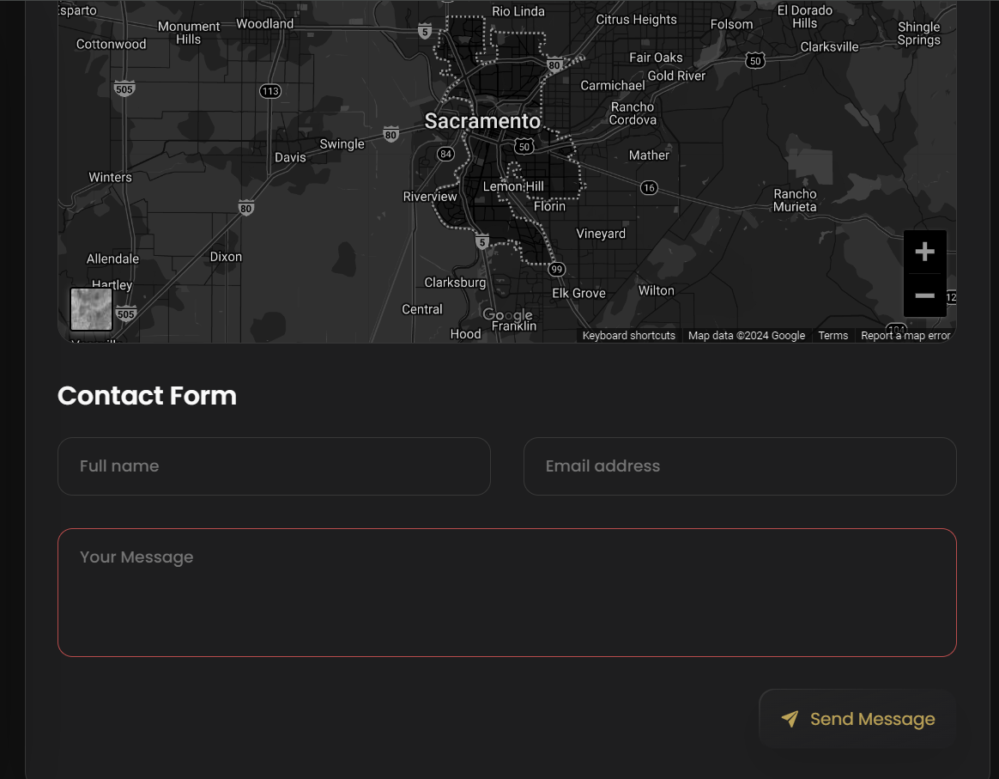 sparto
Monument
Hills
Woodland
Rio Linda
Citrus Heights
Folsom
El Dorado
Hills
Shingle
Springs
Cottonwood
5
Clarksville
80
Fair Oaks
50
Gold River
505
113
Carmichael
Rancho
Cordova
Sacramento
80
Swingle
50
Davis
84
Mather
Winters
Lemon Hill
16
Riverview
Florin
Rancho
Murieta
80
Vineyard
5
Allendale
Dixon
99
Hartley
Clarksburg
Elk Grove
Wilton
12
505
Central
Google
Franklin
Hood
104
Keyboard shortcuts Map data ©2024 Google Terms Report a map error
Contact Form
Full name Email address
Your Message
Send Message